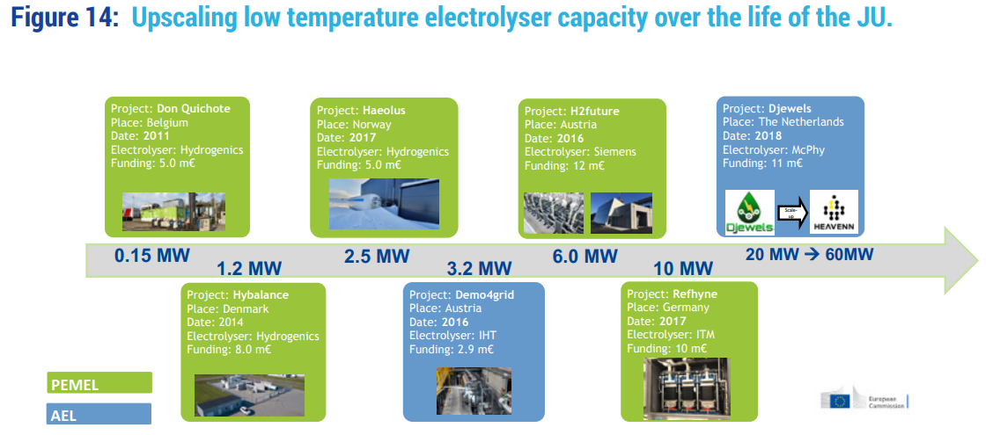 Figure 14: Upscaling low temperature electrolyser capacity over the life of the JU.
Project: Don Quichote
Place: Belgium
Date: 2011
Electrolyser: Hydrogenics
Funding: 5.0 m€
Project: Haeolus
Place: Norway
Date: 2017
Electrolyser: Hydrogenics
Funding: 5.0 m€
Project: H2future
Place: Austria
Date: 2016
Electrolyser: Siemens
Funding: 12 m€
Project: Djewels
Place: The Netherlands
Date: 2018
Electrolyser: McPhy
Funding: 11 m€
Djewels
Scale-
up
HEAVENN
0.15 MW
1.2 MW
2.5 MW
3.2 MW
6.0 MW
10 MW
20 MW → 60MW
Project: Hybalance
Place: Denmark
Date: 2014
Electrolyser: Hydrogenics
Funding: 8.0 m€
Project: Demo4grid
Place: Austria
Date: 2016
Electrolyser: IHT
Funding: 2.9 m€
Project: Refhyne
Place: Germany
Date: 2017
Electrolyser: ITM
Funding: 10 m€
PEMEL
AEL
European
Commission